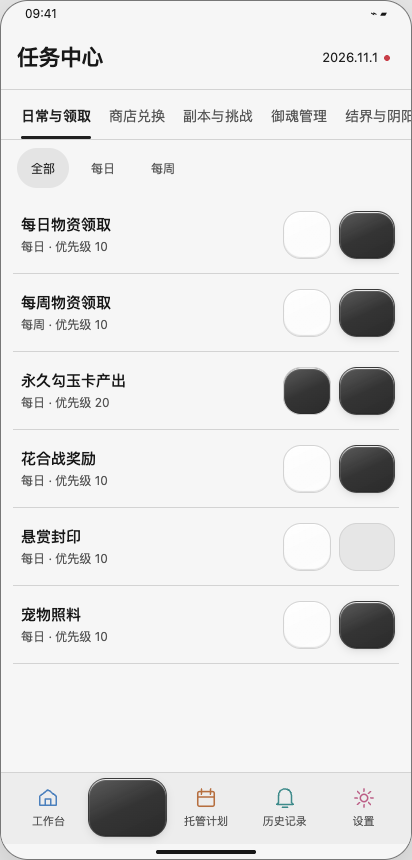 09:41
任务中心
2026.11.1
日常与领取 商店兑换 副本与挑战 御魂管理 结界与阴阳
全部 每日 每周
每日物资领取
每日 · 优先级 10
每周物资领取
每周 · 优先级 10
永久勾玉卡产出
每日 · 优先级 20
花合战奖励
每日 · 优先级 10
悬赏封印
每日 · 优先级 10
宠物照料
每日 · 优先级 10
工作台 托管计划 历史记录 设置